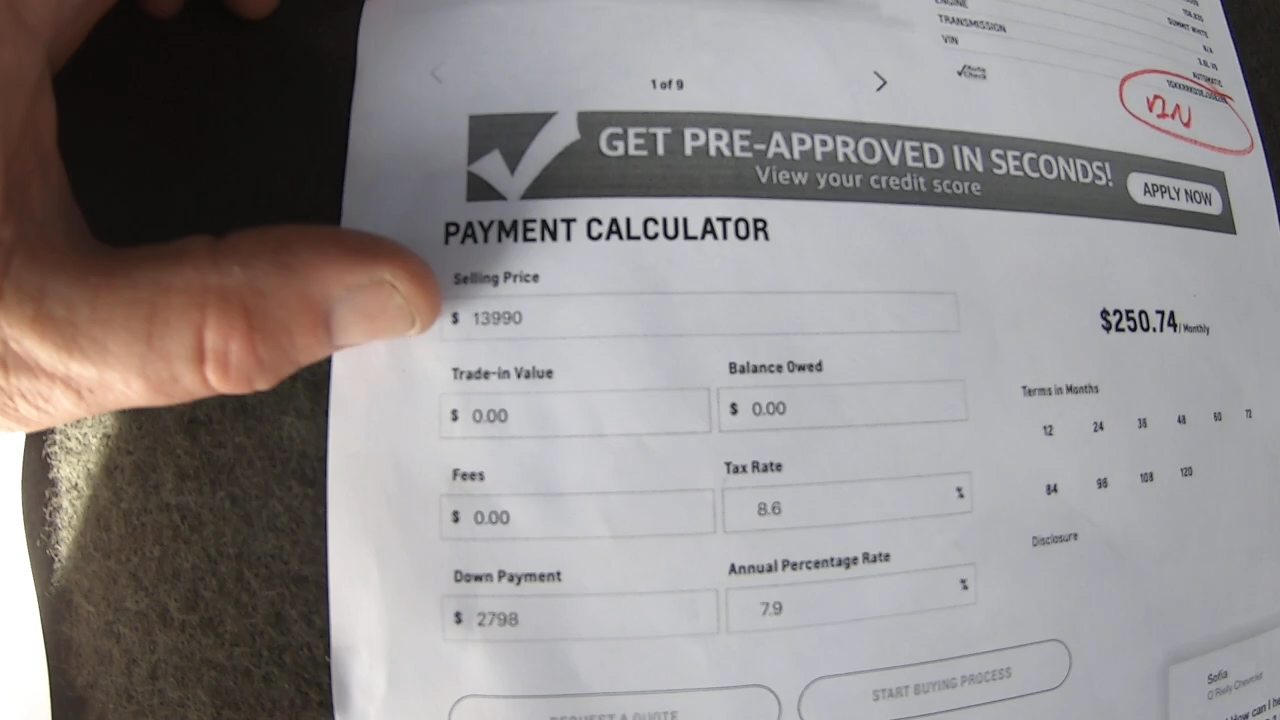 ENGINE
TRANSMISSION
VIN
SUMMIT WHITE
N/A
3.6L V6
AUTOMATIC
VIN
1 of 9
GET PRE-APPROVED IN SECONDS!
View your credit score
APPLY NOW
PAYMENT CALCULATOR
Selling Price
$ 13990
$250.74 / Monthly
Trade-in Value Balance Owed
$ 0.00 $ 0.00
Terms in Months
12 24 36 48 60 72
Fees Tax Rate
$ 0.00 8.6 %
84 96 108 120
Disclosure
Down Payment Annual Percentage Rate
$ 2798 7.9 %
REQUEST A QUOTE START BUYING PROCESS
Sofia
O'Reilly Chevrolet
How can I